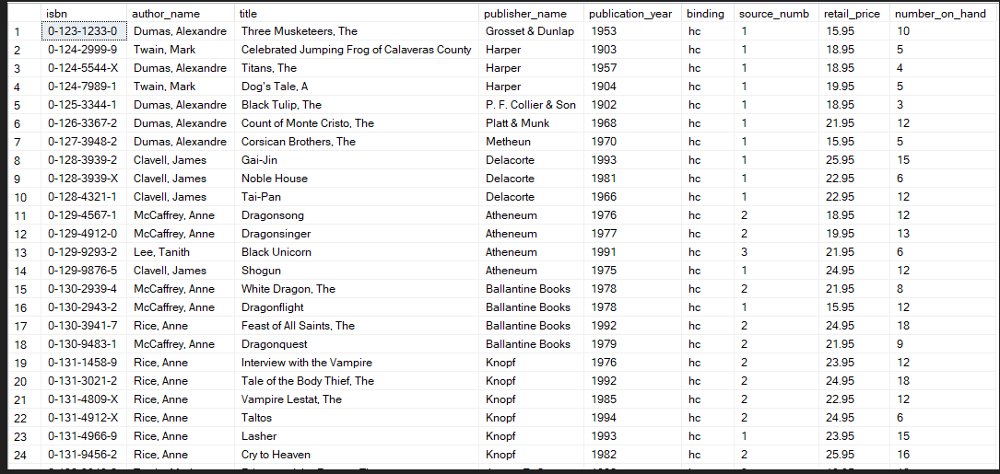 isbn author_name title publisher_name publication_year binding source_numb retail_price number_on_hand
1 0-123-1233-0 Dumas, Alexandre Three Musketeers, The Grosset & Dunlap 1953 hc 1 15.95 10
2 0-124-2999-9 Twain, Mark Celebrated Jumping Frog of Calaveras County Harper 1903 hc 1 18.95 5
3 0-124-5544-X Dumas, Alexandre Titans, The Harper 1957 hc 1 18.95 4
4 0-124-7989-1 Twain, Mark Dog's Tale, A Harper 1904 hc 1 19.95 5
5 0-125-3344-1 Dumas, Alexandre Black Tulip, The P. F. Collier & Son 1902 hc 1 18.95 3
6 0-126-3367-2 Dumas, Alexandre Count of Monte Cristo, The Platt & Munk 1968 hc 1 21.95 12
7 0-127-3948-2 Dumas, Alexandre Corsican Brothers, The Metheun 1970 hc 1 15.95 5
8 0-128-3939-2 Clavell, James Gai-Jin Delacorte 1993 hc 1 25.95 15
9 0-128-3939-X Clavell, James Noble House Delacorte 1981 hc 1 22.95 6
10 0-128-4321-1 Clavell, James Tai-Pan Delacorte 1966 hc 1 22.95 12
11 0-129-4567-1 McCaffrey, Anne Dragonsong Atheneum 1976 hc 2 18.95 12
12 0-129-4912-0 McCaffrey, Anne Dragonsinger Atheneum 1977 hc 2 19.95 13
13 0-129-9293-2 Lee, Tanith Black Unicorn Atheneum 1991 hc 3 21.95 6
14 0-129-9876-5 Clavell, James Shogun Atheneum 1975 hc 1 24.95 12
15 0-130-2939-4 McCaffrey, Anne White Dragon, The Ballantine Books 1978 hc 2 21.95 8
16 0-130-2943-2 McCaffrey, Anne Dragonflight Ballantine Books 1978 hc 1 15.95 12
17 0-130-3941-7 Rice, Anne Feast of All Saints, The Ballantine Books 1992 hc 2 24.95 18
18 0-130-9483-1 McCaffrey, Anne Dragonquest Ballantine Books 1979 hc 2 21.95 9
19 0-131-1458-9 Rice, Anne Interview with the Vampire Knopf 1976 hc 2 23.95 12
20 0-131-3021-2 Rice, Anne Tale of the Body Thief, The Knopf 1992 hc 2 24.95 18
21 0-131-4809-X Rice, Anne Vampire Lestat, The Knopf 1985 hc 2 22.95 12
22 0-131-4912-X Rice, Anne Taltos Knopf 1994 hc 2 24.95 6
23 0-131-4966-9 Rice, Anne Lasher Knopf 1993 hc 1 23.95 15
24 0-131-9456-2 Rice, Anne Cry to Heaven Knopf 1982 hc 2 25.95 16